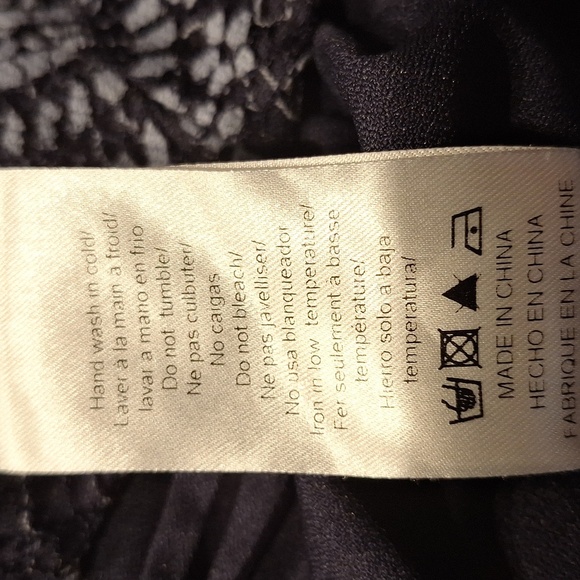 Hand wash in cold/
Laver à la main à froid/
lavar a mano en frio
Do not tumble/
Ne pas culbuter/
No cargas
Do not bleach/
Ne pas javelliser/
No usa blanqueador
Iron in low temperature/
Fer seulement à basse
température/
Hierro solo a baja
temperatura/
MADE IN CHINA
HECHO EN CHINA
FABRIQUE EN LA CHINE